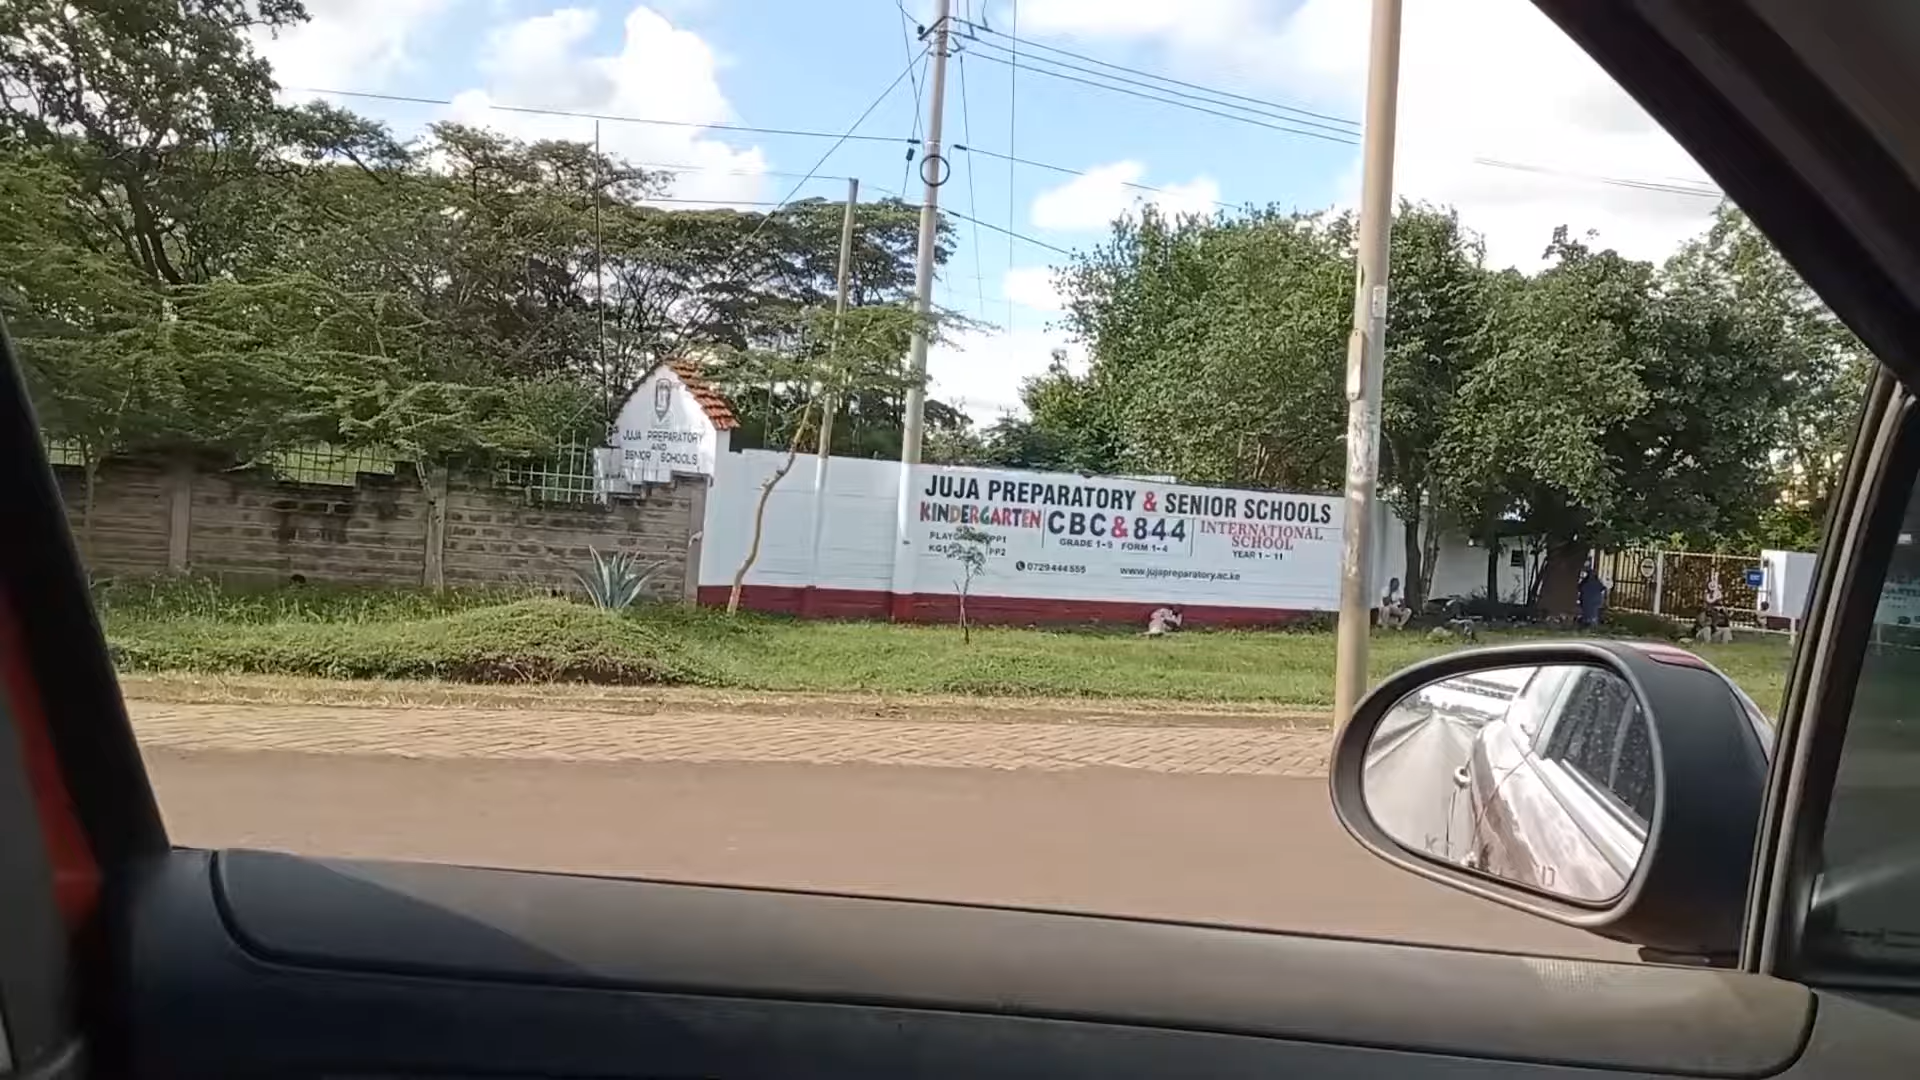 JUJA PREPARATORY
AND
SENIOR SCHOOLS
JUJA PREPARATORY & SENIOR SCHOOLS
KINDERGARTEN
PP1
KG1
PP2
CBC & 844
GRADE 1-9 FORM 1-4
INTERNATIONAL
SCHOOL
YEAR 1 - 11
0729444555
www.jujapreparatory.ac.ke